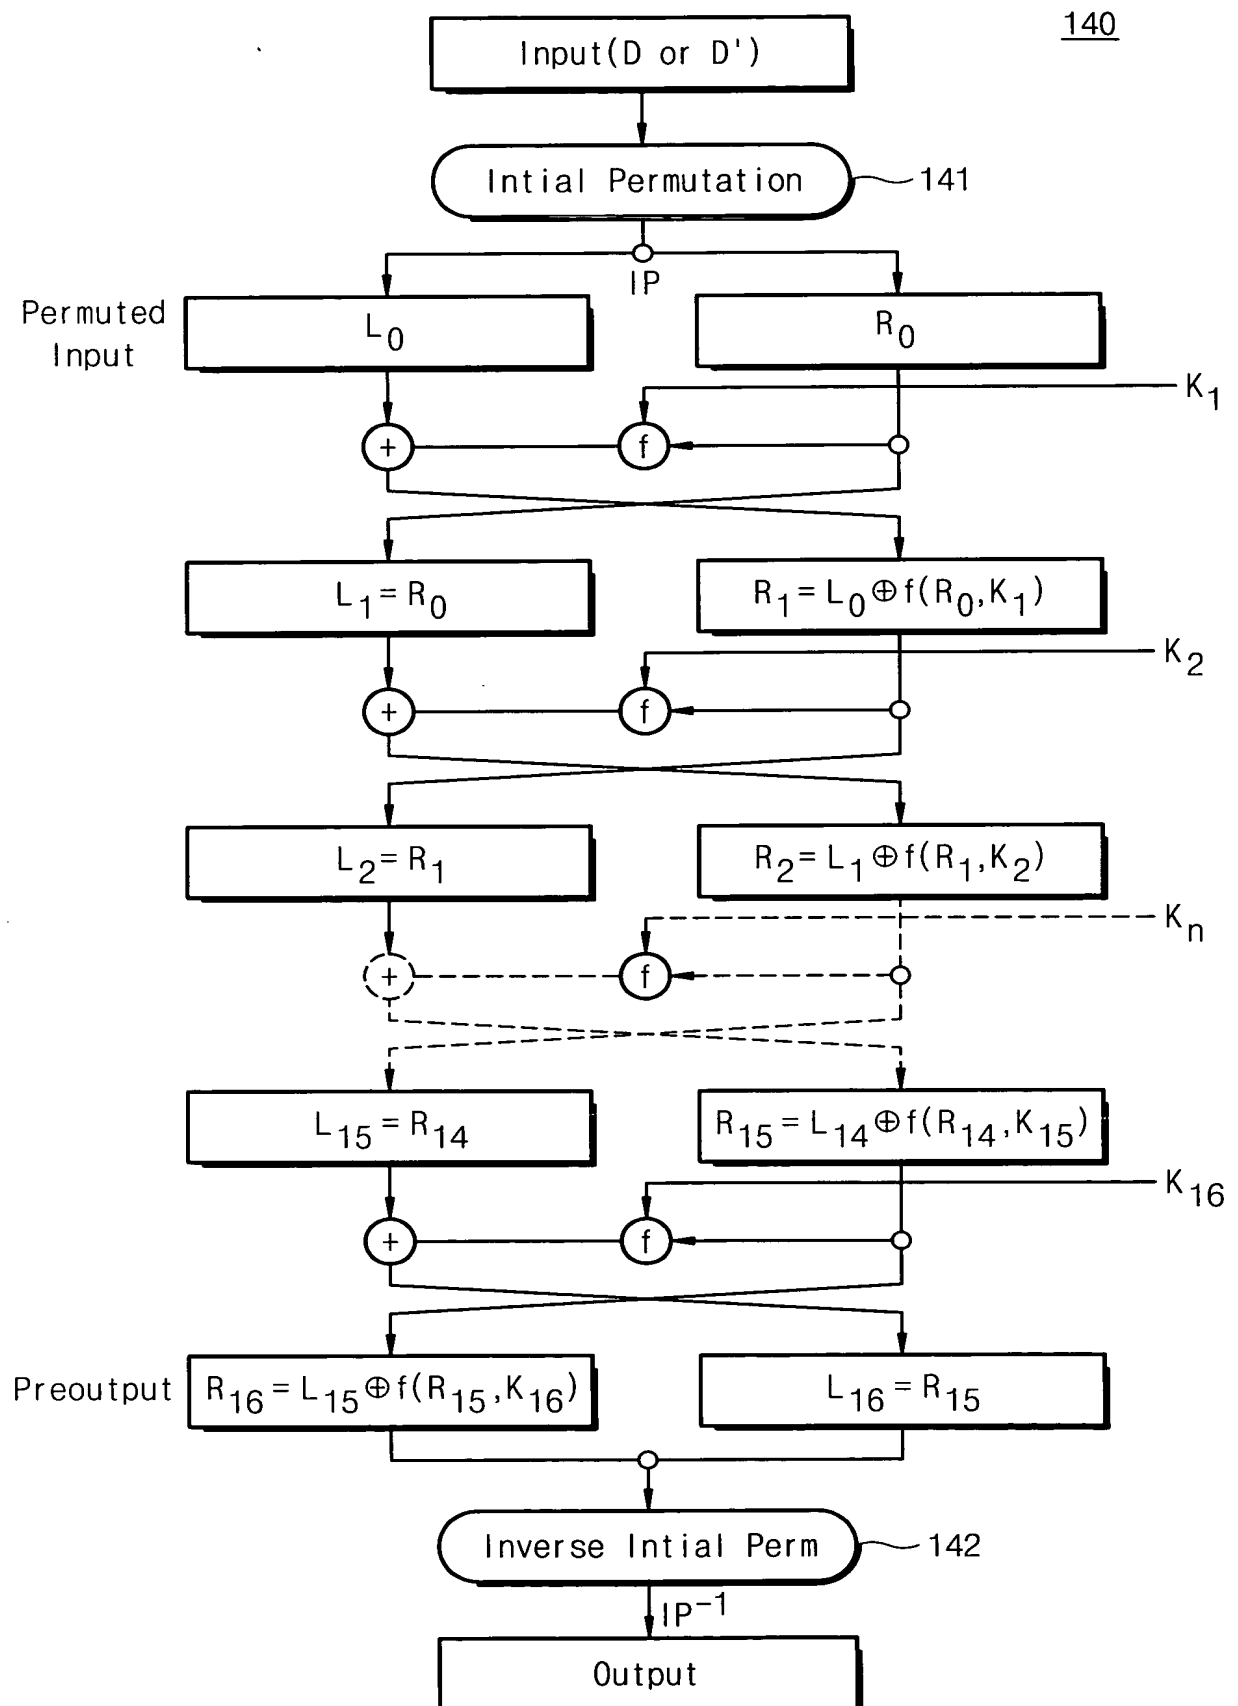 140
Input(D or D')
Intial Permutation
141
IP
Permuted
Input
L₀
R₀
K₁
+
f
L₁=R₀
R₁=L₀⊕f(R₀,K₁)
K₂
+
f
L₂=R₁
R₂=L₁⊕f(R₁,K₂)
Kₙ
+
f
L₁₅=R₁₄
R₁₅=L₁₄⊕f(R₁₄,K₁₅)
K₁₆
+
f
Preoutput
R₁₆=L₁₅⊕f(R₁₅,K₁₆)
L₁₆=R₁₅
Inverse Intial Perm
142
IP⁻¹
Output